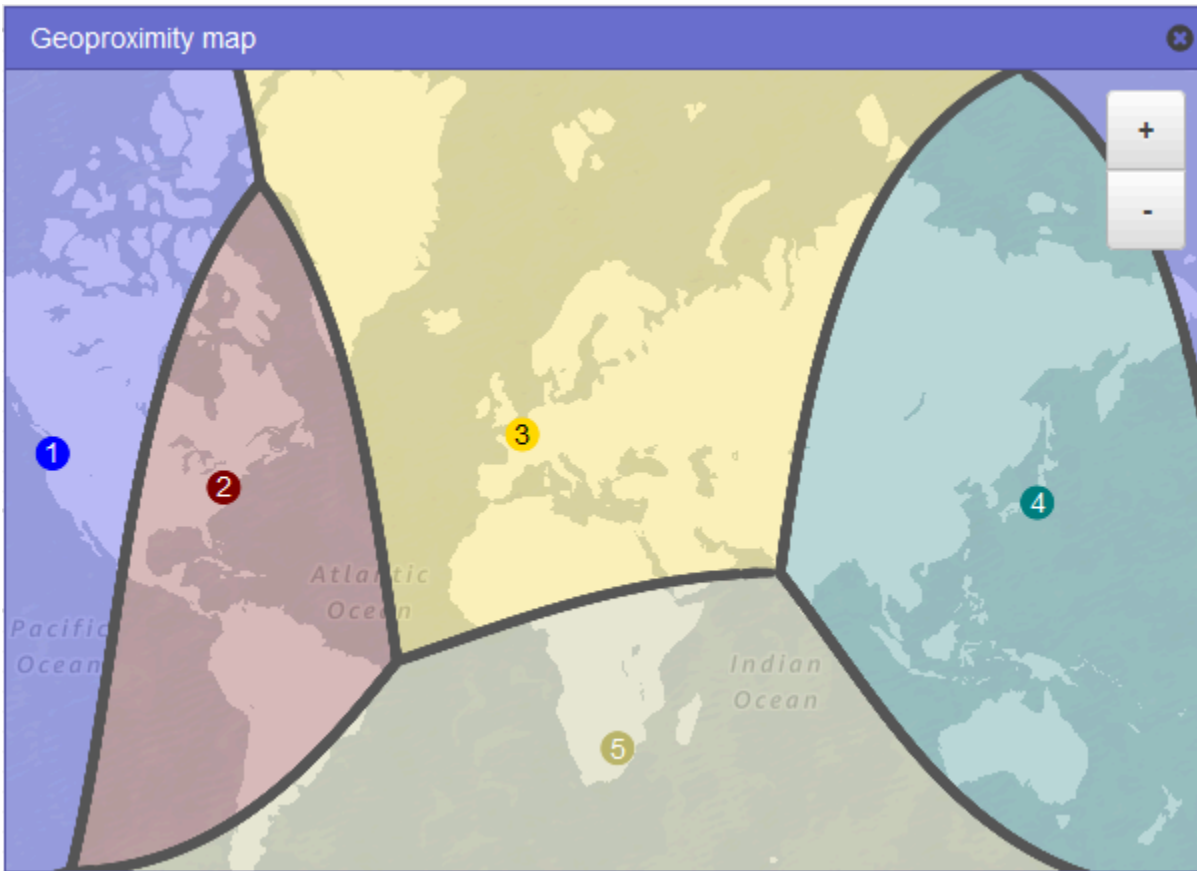 Geoproximity map
+
-
3
1
2
4
Atlantic
Ocean
Pacific
Ocean
Indian
Ocean
5